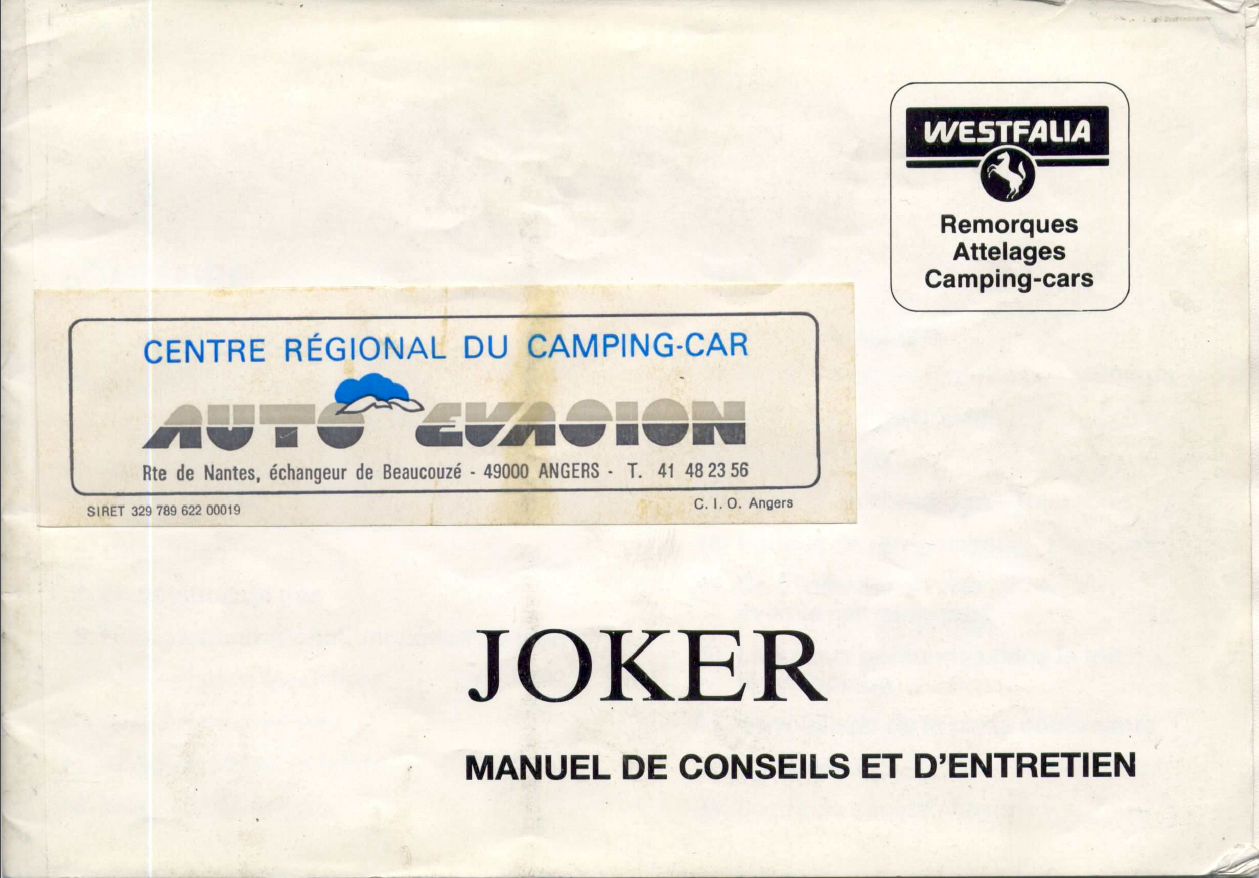 WESTFALIA
Remorques
Attelages
Camping-cars
CENTRE RÉGIONAL DU CAMPING-CAR
AUTO EVASION
Rte de Nantes, échangeur de Beaucouzé - 49000 ANGERS - T. 41 48 23 56
SIRET 329 789 622 00019
C. I. O. Angers
JOKER
MANUEL DE CONSEILS ET D'ENTRETIEN